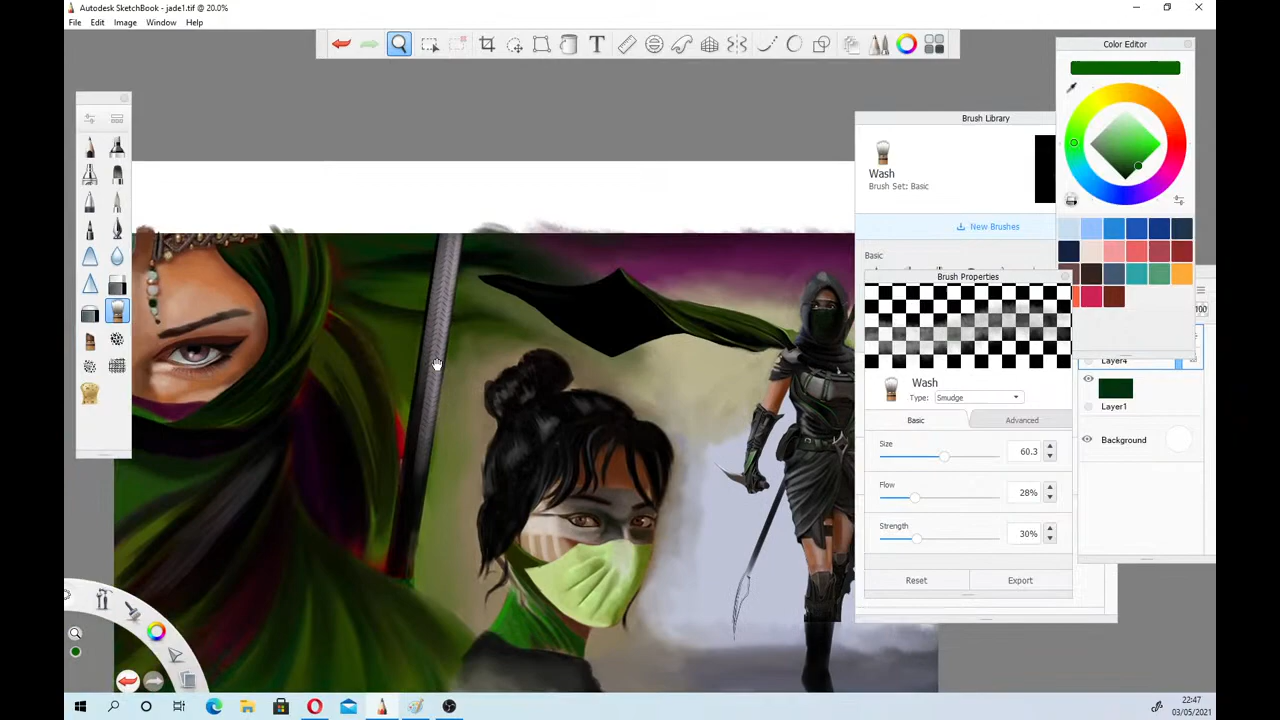 Autodesk SketchBook - jade1.tif @ 20.0%
File Edit Image Window Help
Color Editor
Brush Library
Wash
Brush Set: Basic
New Brushes
Basic
Brush Properties
Wash
Type: Smudge
Basic Advanced
Size 60.3
Flow 28%
Strength 30%
Reset Export
100
Layer4
Layer1
Background
22:47
03/05/2021